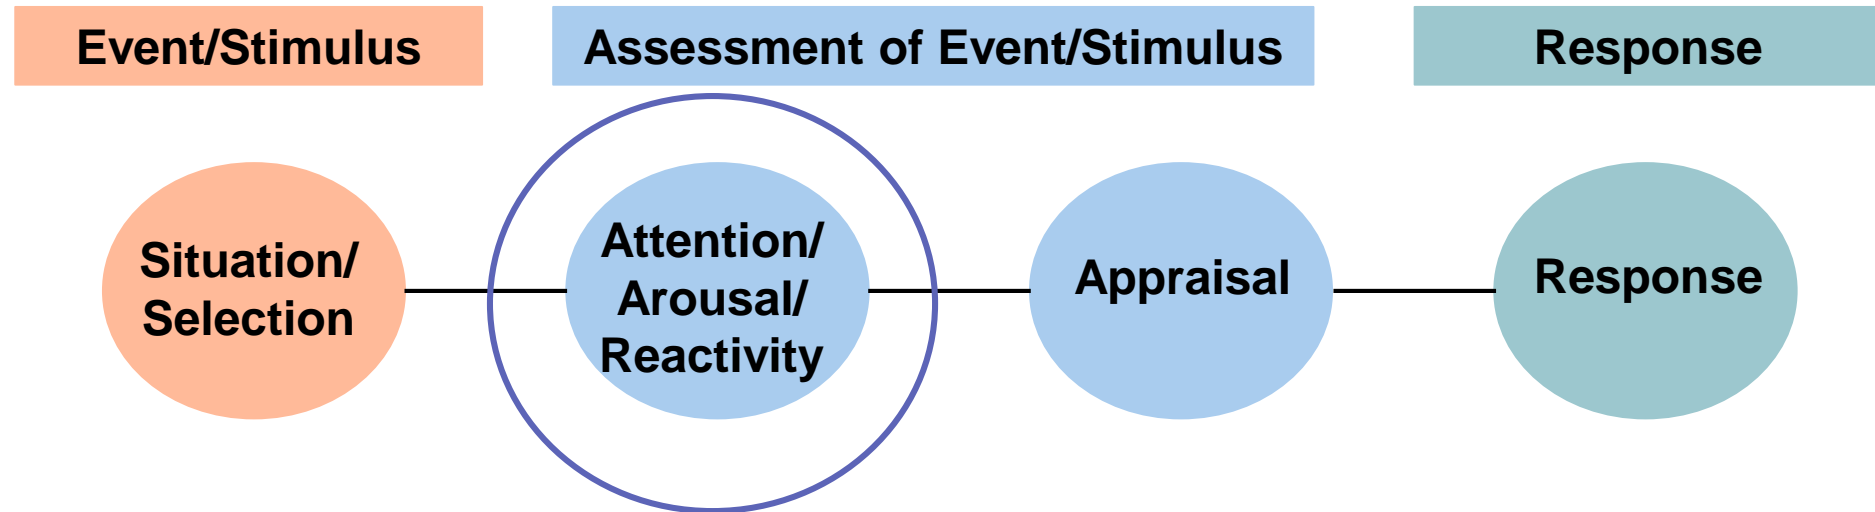 Event/Stimulus
Assessment of Event/Stimulus
Response
Situation/
Selection
Attention/
Arousal/
Reactivity
Appraisal
Response